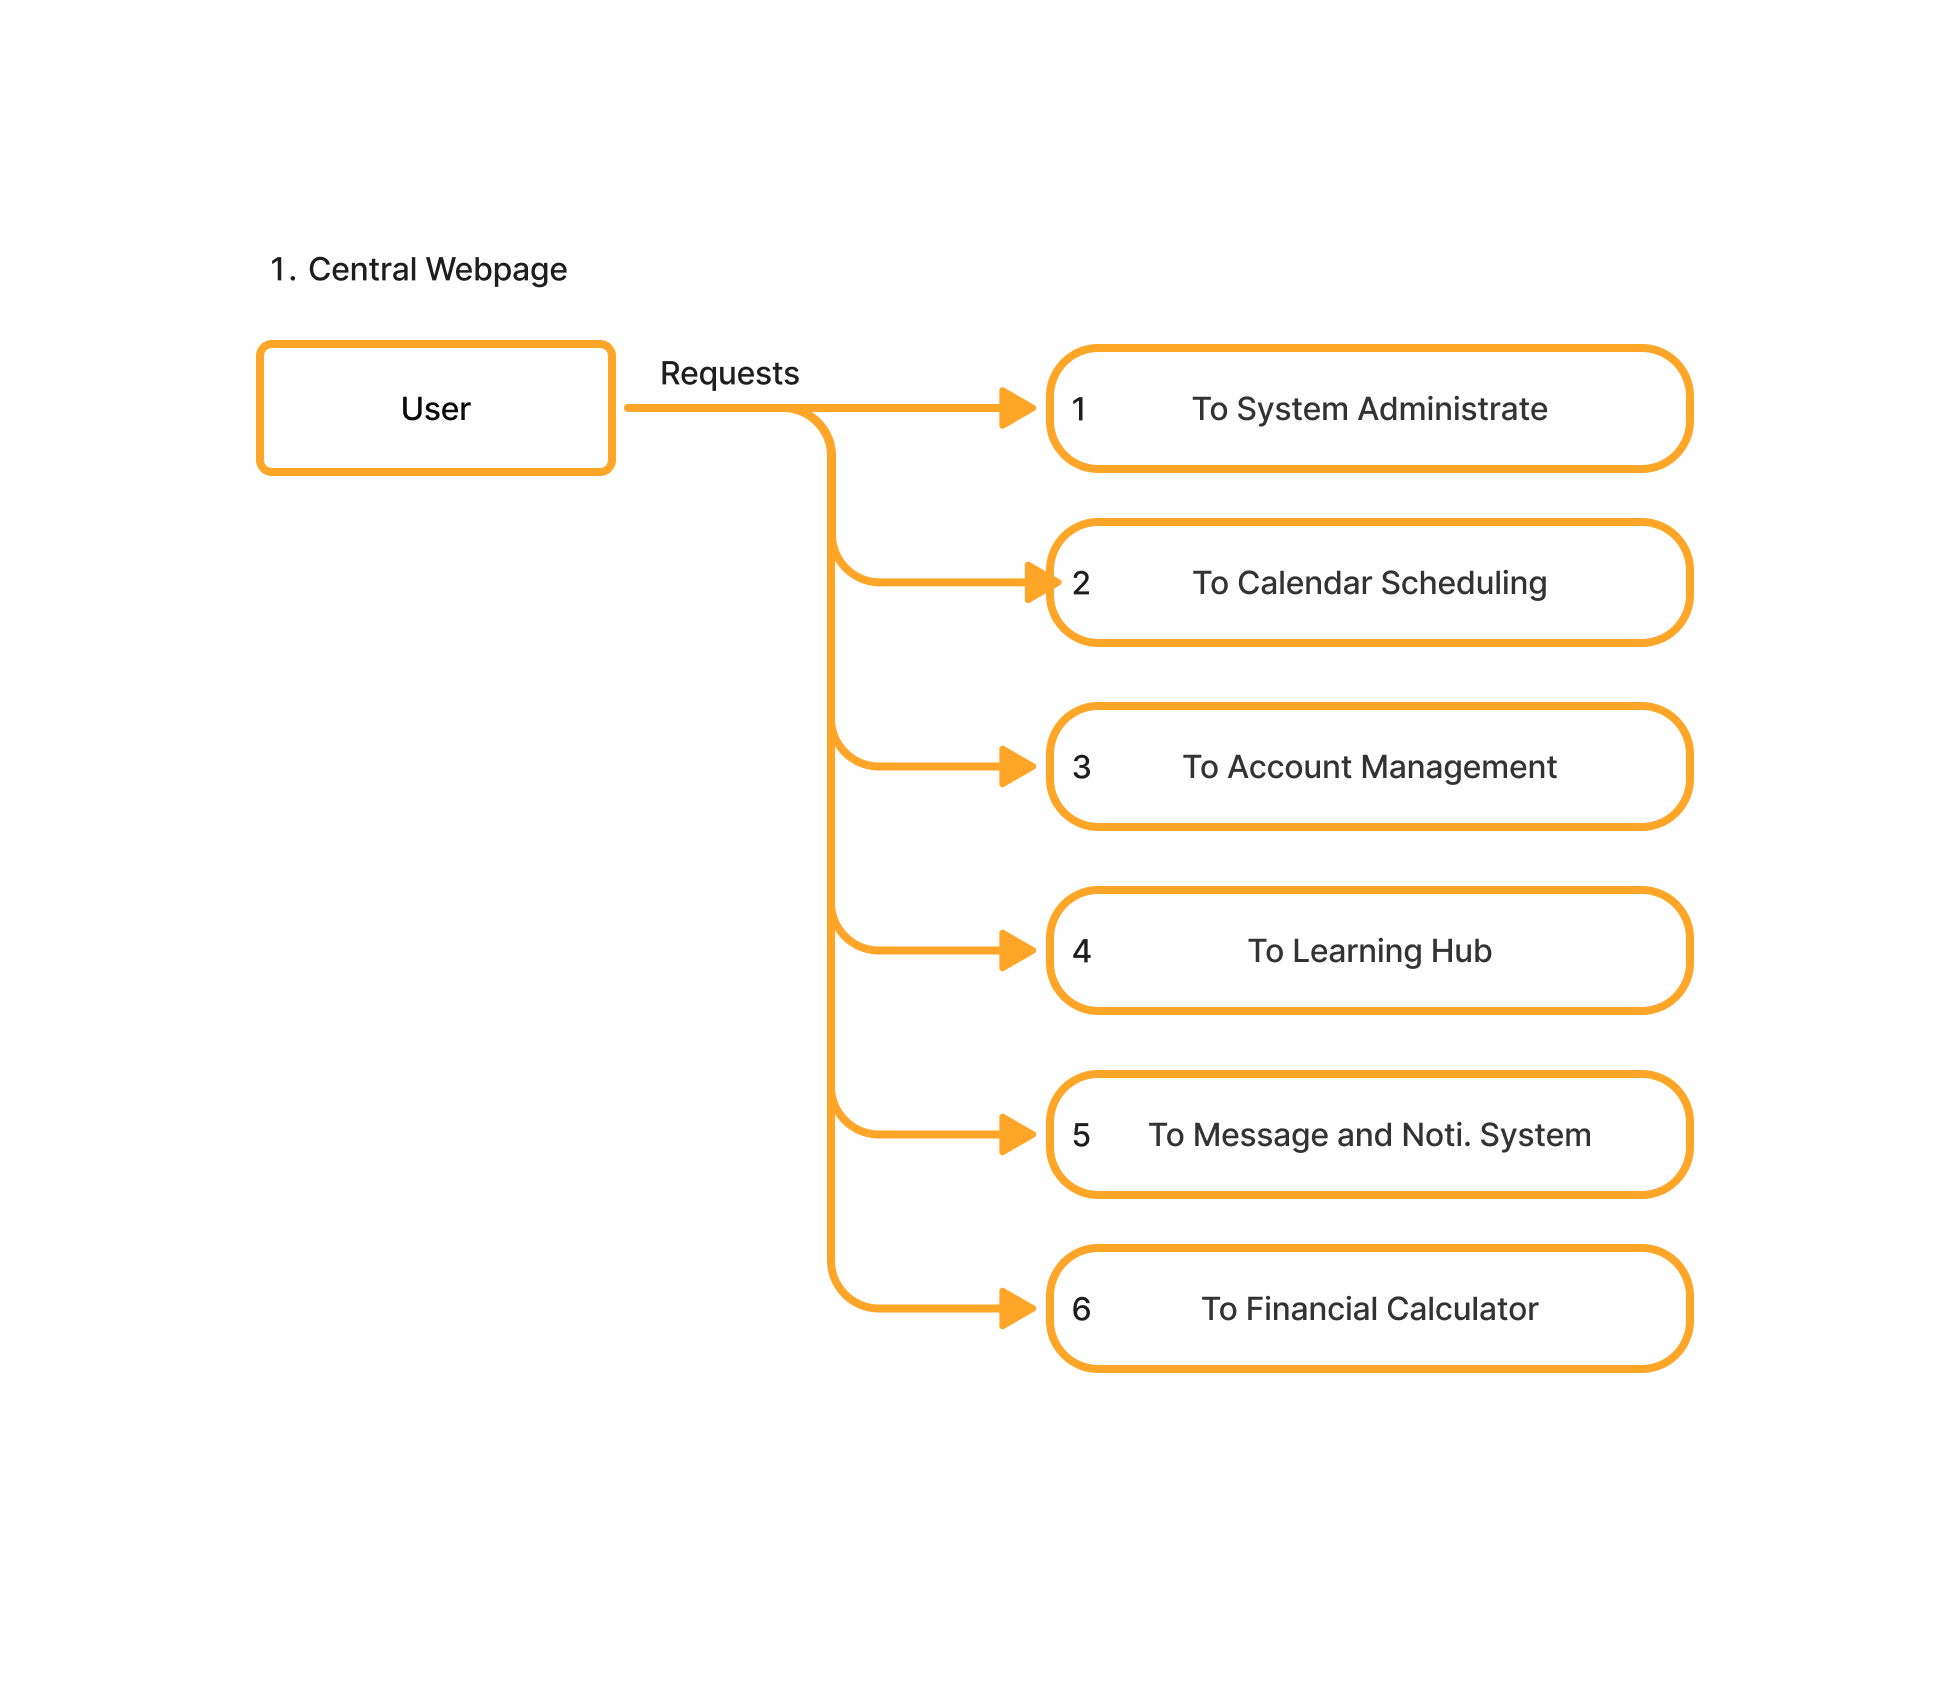 1. Central Webpage
User
Requests
1 To System Administrate
2 To Calendar Scheduling
3 To Account Management
4 To Learning Hub
5 To Message and Noti. System
6 To Financial Calculator